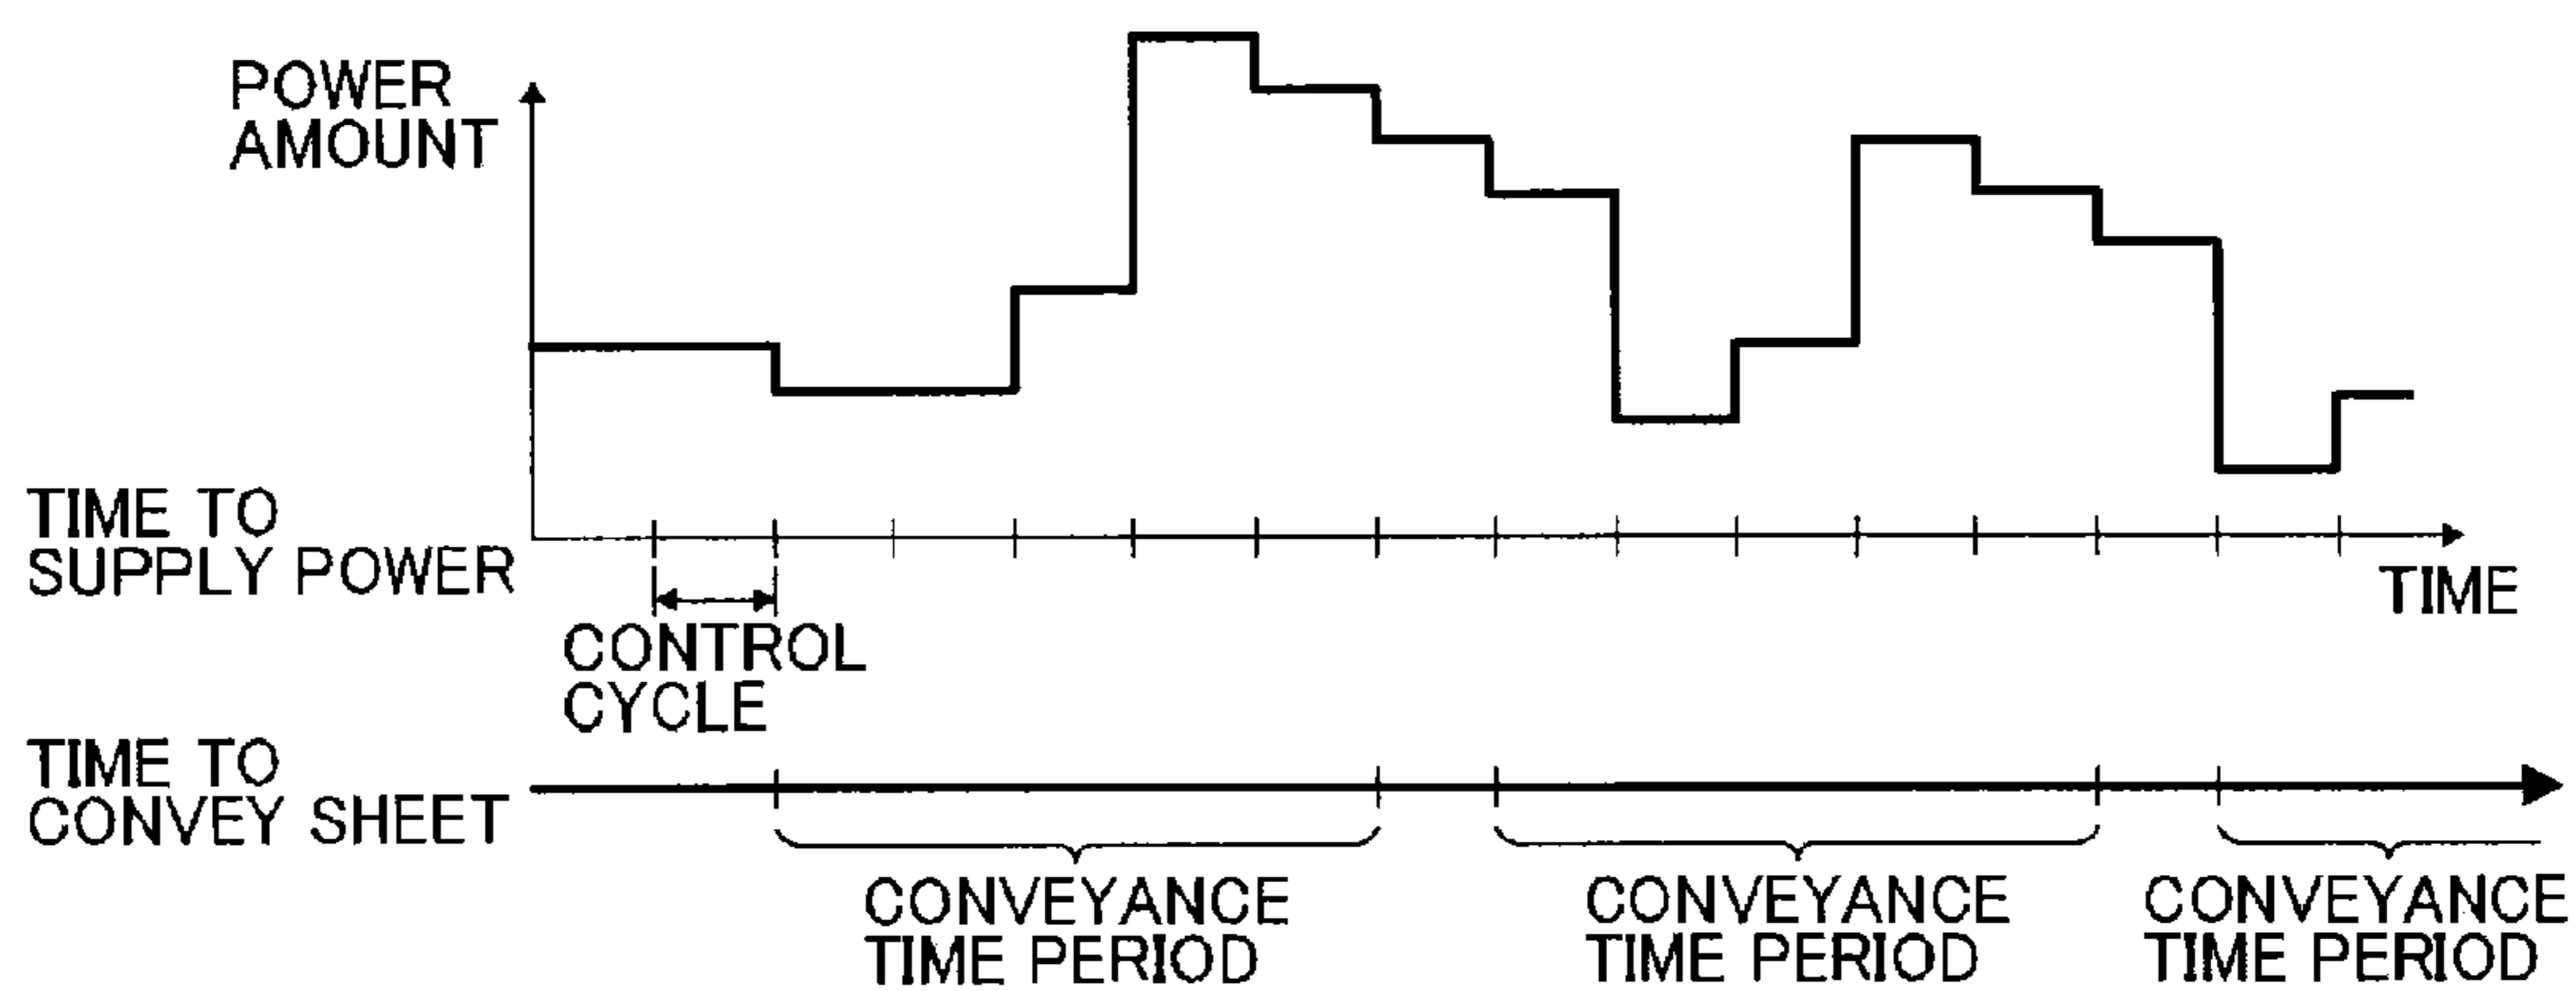 POWER
AMOUNT
TIME TO
SUPPLY POWER
TIME
CONTROL
CYCLE
TIME TO
CONVEY SHEET
CONVEYANCE
TIME PERIOD
CONVEYANCE
TIME PERIOD
CONVEYANCE
TIME PERIOD